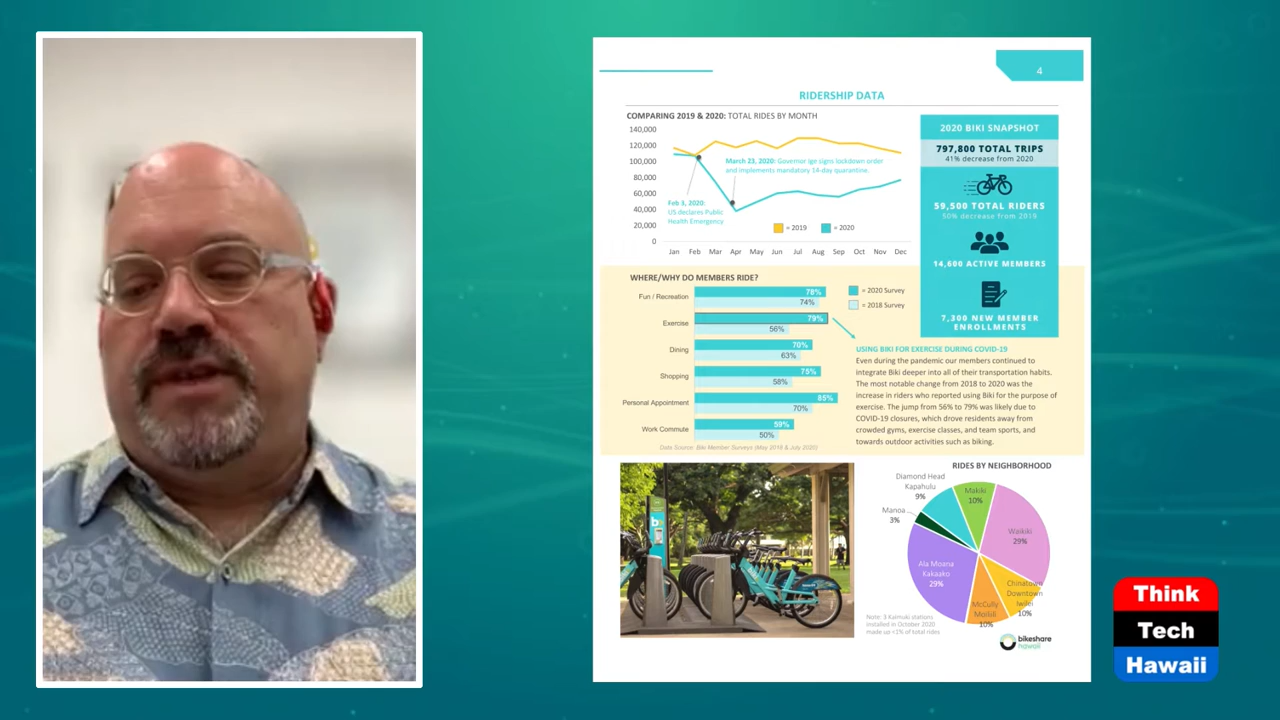 4
RIDERSHIP DATA
COMPARING 2019 & 2020: TOTAL RIDES BY MONTH
140,000
120,000
100,000
80,000
60,000
40,000
20,000
0
March 23, 2020: Governor Ige signs lockdown order
and implements mandatory 14-day quarantine.
Feb 3, 2020:
US declares Public
Health Emergency
= 2019
= 2020
Jan Feb Mar Apr May Jun Jul Aug Sep Oct Nov Dec
2020 BIKI SNAPSHOT
797,800 TOTAL TRIPS
41% decrease from 2020
59,500 TOTAL RIDERS
50% decrease from 2019
14,600 ACTIVE MEMBERS
7,300 NEW MEMBER
ENROLLMENTS
WHERE/WHY DO MEMBERS RIDE?
Fun / Recreation 78%
74%
Exercise 79%
56%
Dining 70%
63%
Shopping 75%
58%
Personal Appointment 85%
70%
Work Commute 59%
50%
= 2020 Survey
= 2018 Survey
Data Source: Biki Member Surveys (May 2018 & July 2020)
USING BIKI FOR EXERCISE DURING COVID-19
Even during the pandemic our members continued to
integrate Biki deeper into all of their transportation habits.
The most notable change from 2018 to 2020 was the
increase in riders who reported using Biki for the purpose of
exercise. The jump from 56% to 79% was likely due to
COVID-19 closures, which drove residents away from
crowded gyms, exercise classes, and team sports, and
towards outdoor activities such as biking.
RIDES BY NEIGHBORHOOD
Diamond Head
Kapahulu
9%
Makiki
10%
Manoa
3%
Waikiki
29%
Ala Moana
Kakaako
29%
Chinatown
Downtown
Iwilei
10%
McCully
Moiliili
10%
Note: 3 Kaimuki stations
installed in October 2020
made up <1% of total rides
bikeshare
hawaii
Think
Tech
Hawaii